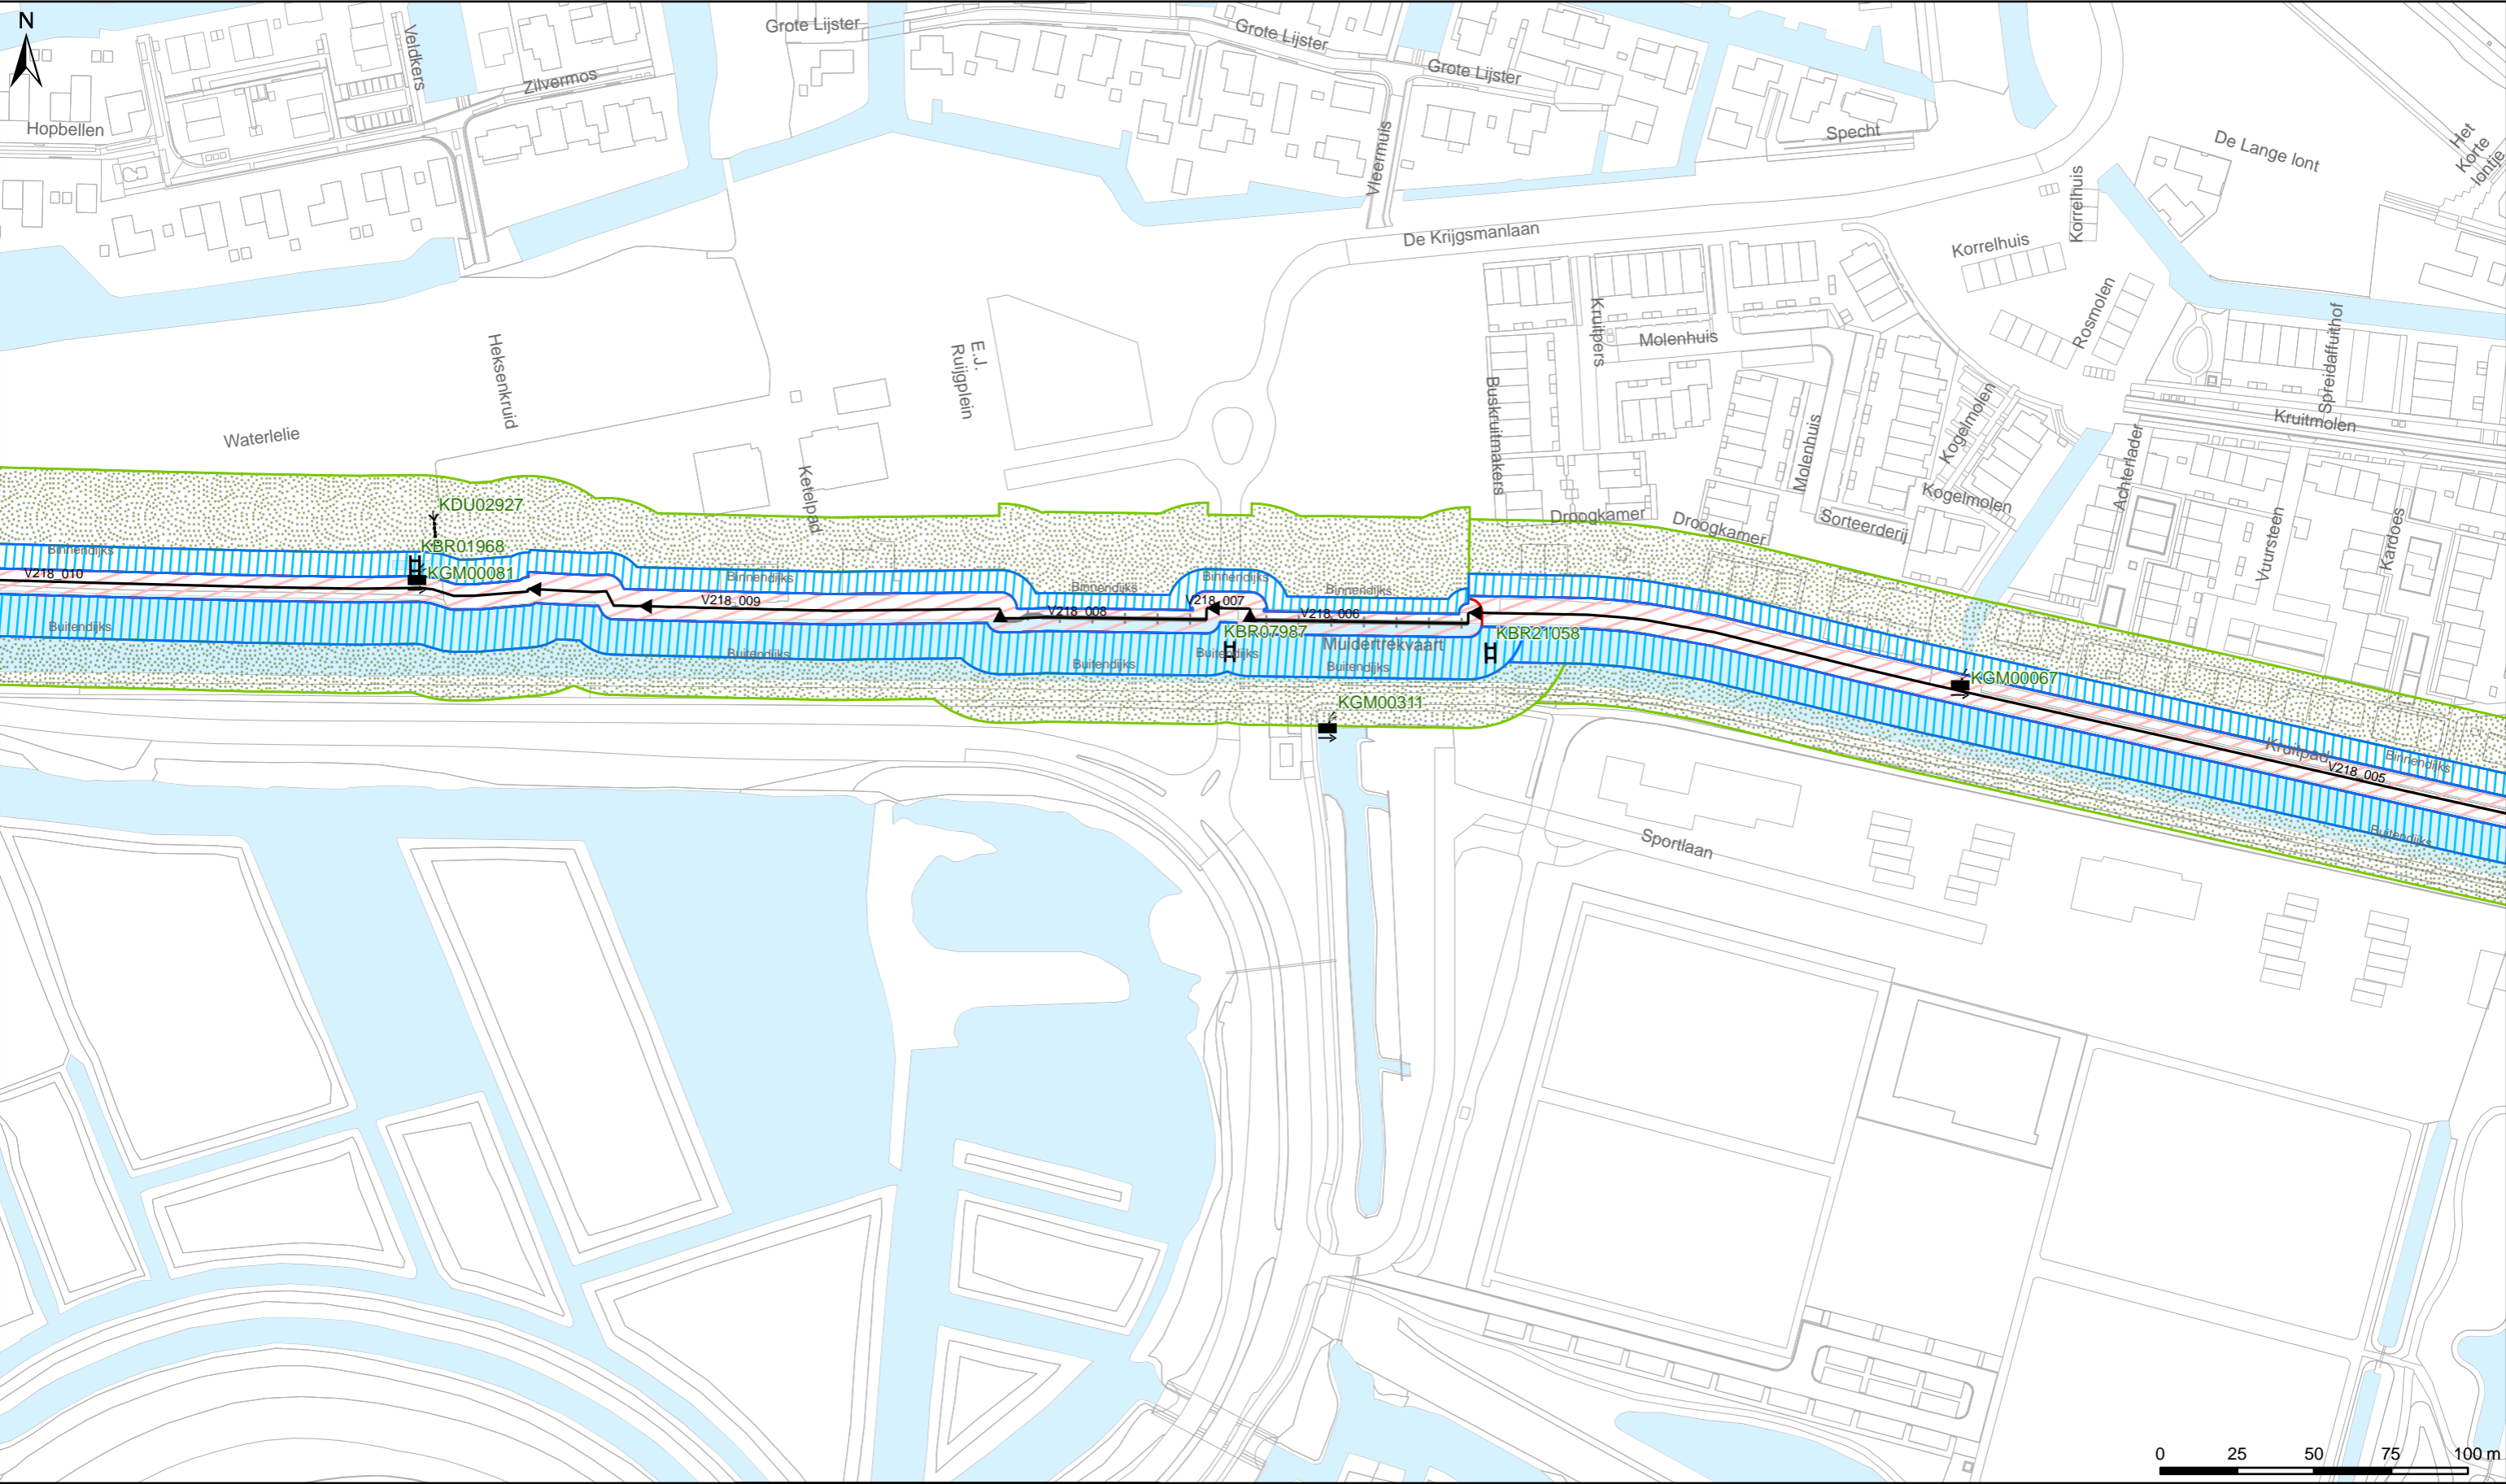 N
Grote Lijster
Grote Lijster
Grote Lijster
Veldkers
Zilvermos
Hopbellen
Vleermuis
Specht
De Lange lont
Het
Korte
lontje
Korrelhuis
Korrelhuis
De Krijgsmanlaan
Rosmolen
Kruitpers
Molenhuis
Spreidaffuithof
Heksenkruid
E.J.
Ruijgplein
Buskruitmakers
Molenhuis
Kogelmolen
Kruitmolen
Waterlelie
Ketelpad
Achterlader
Kogelmolen
Droogkamer
Droogkamer
Sorteerderij
Vuursteen
Kardoes
KDU02927
KBR01968
KGM00081
Binnendijks
V218_010
Binnendijks
V218_009
Binnendijks
V218_008
Binnendijks
V218_007
Binnendijks
V218_006
Buitendijks
Buitendijks
Buitendijks
KBR07987
Buitendijks
Muidertrekvaart
Buitendijks
KBR21058
KGM00311
KGM00067
Kruitpad
Binnendijks
V218_005
Buitendijks
Sportlaan
0 25 50 75 100 m